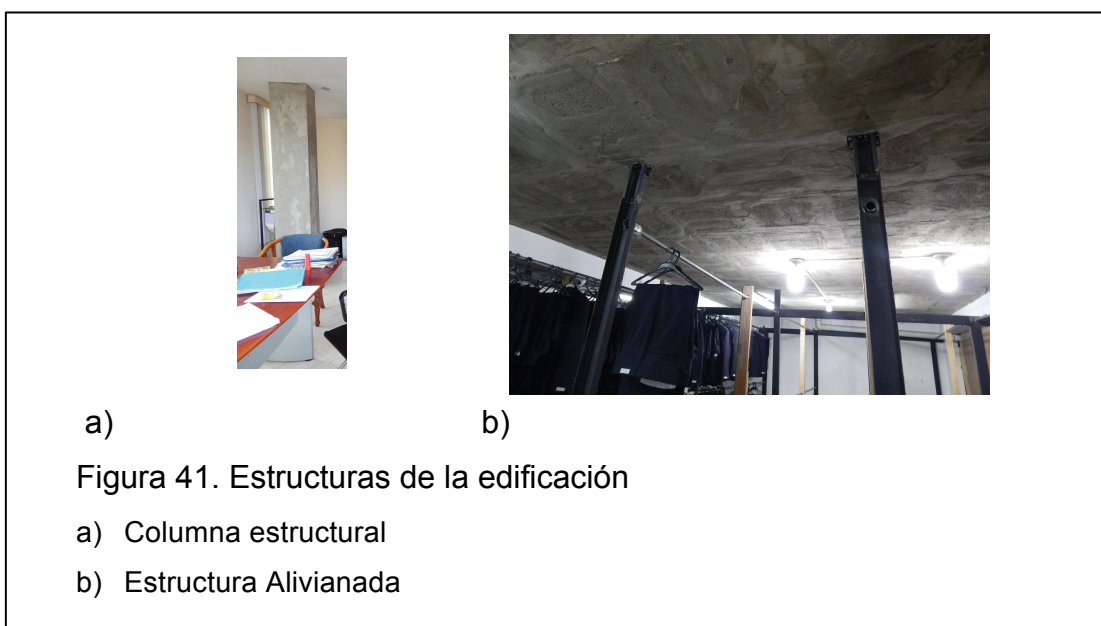 a) b)
Figura 41. Estructuras de la edificación
a) Columna estructural
b) Estructura Alivianada